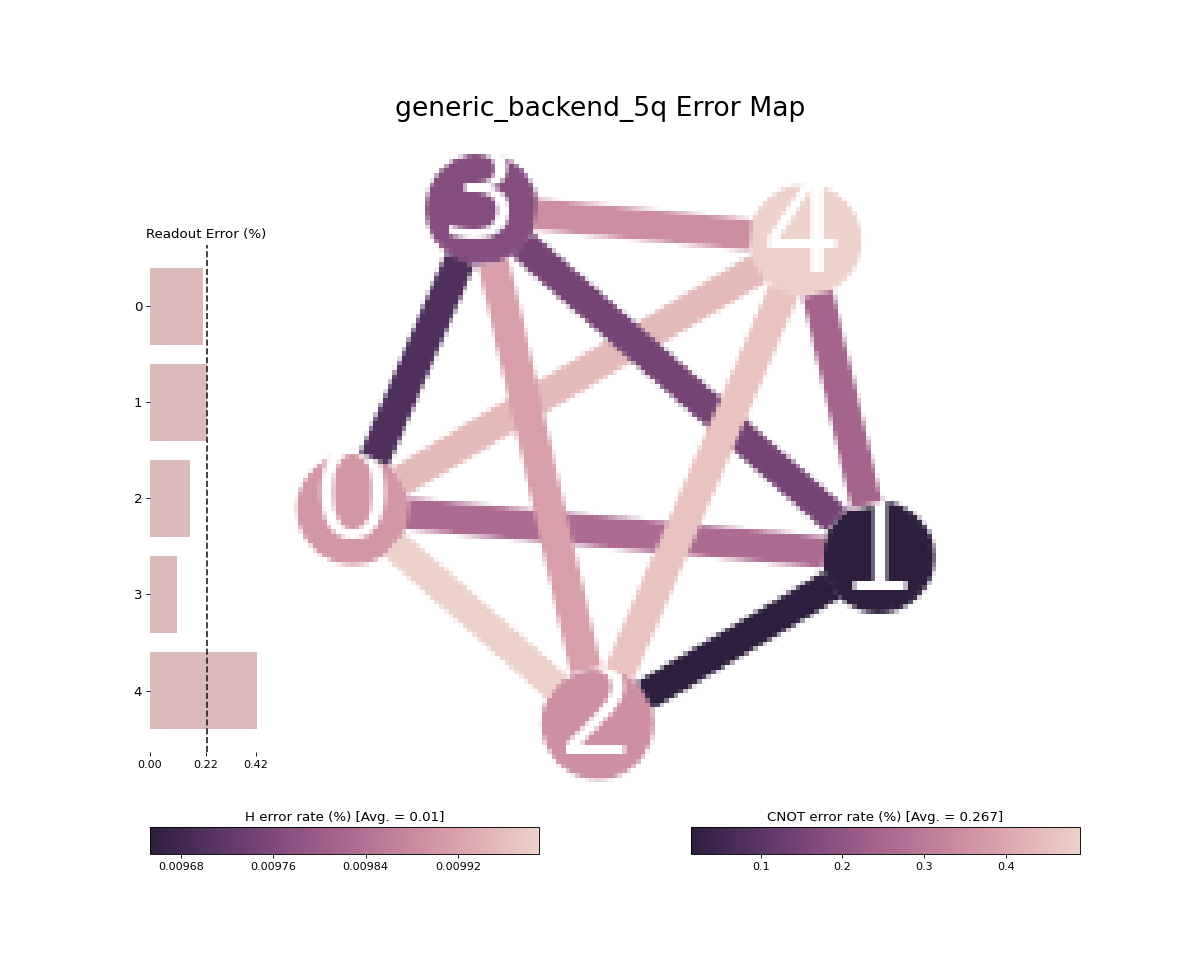 generic_backend_5q Error Map
3
4
Readout Error (%)
0
1
2
3
4
0.00 0.22 0.42
0
1
2
H error rate (%) [Avg. = 0.01]
0.00968 0.00976 0.00984 0.00992
CNOT error rate (%) [Avg. = 0.267]
0.1 0.2 0.3 0.4